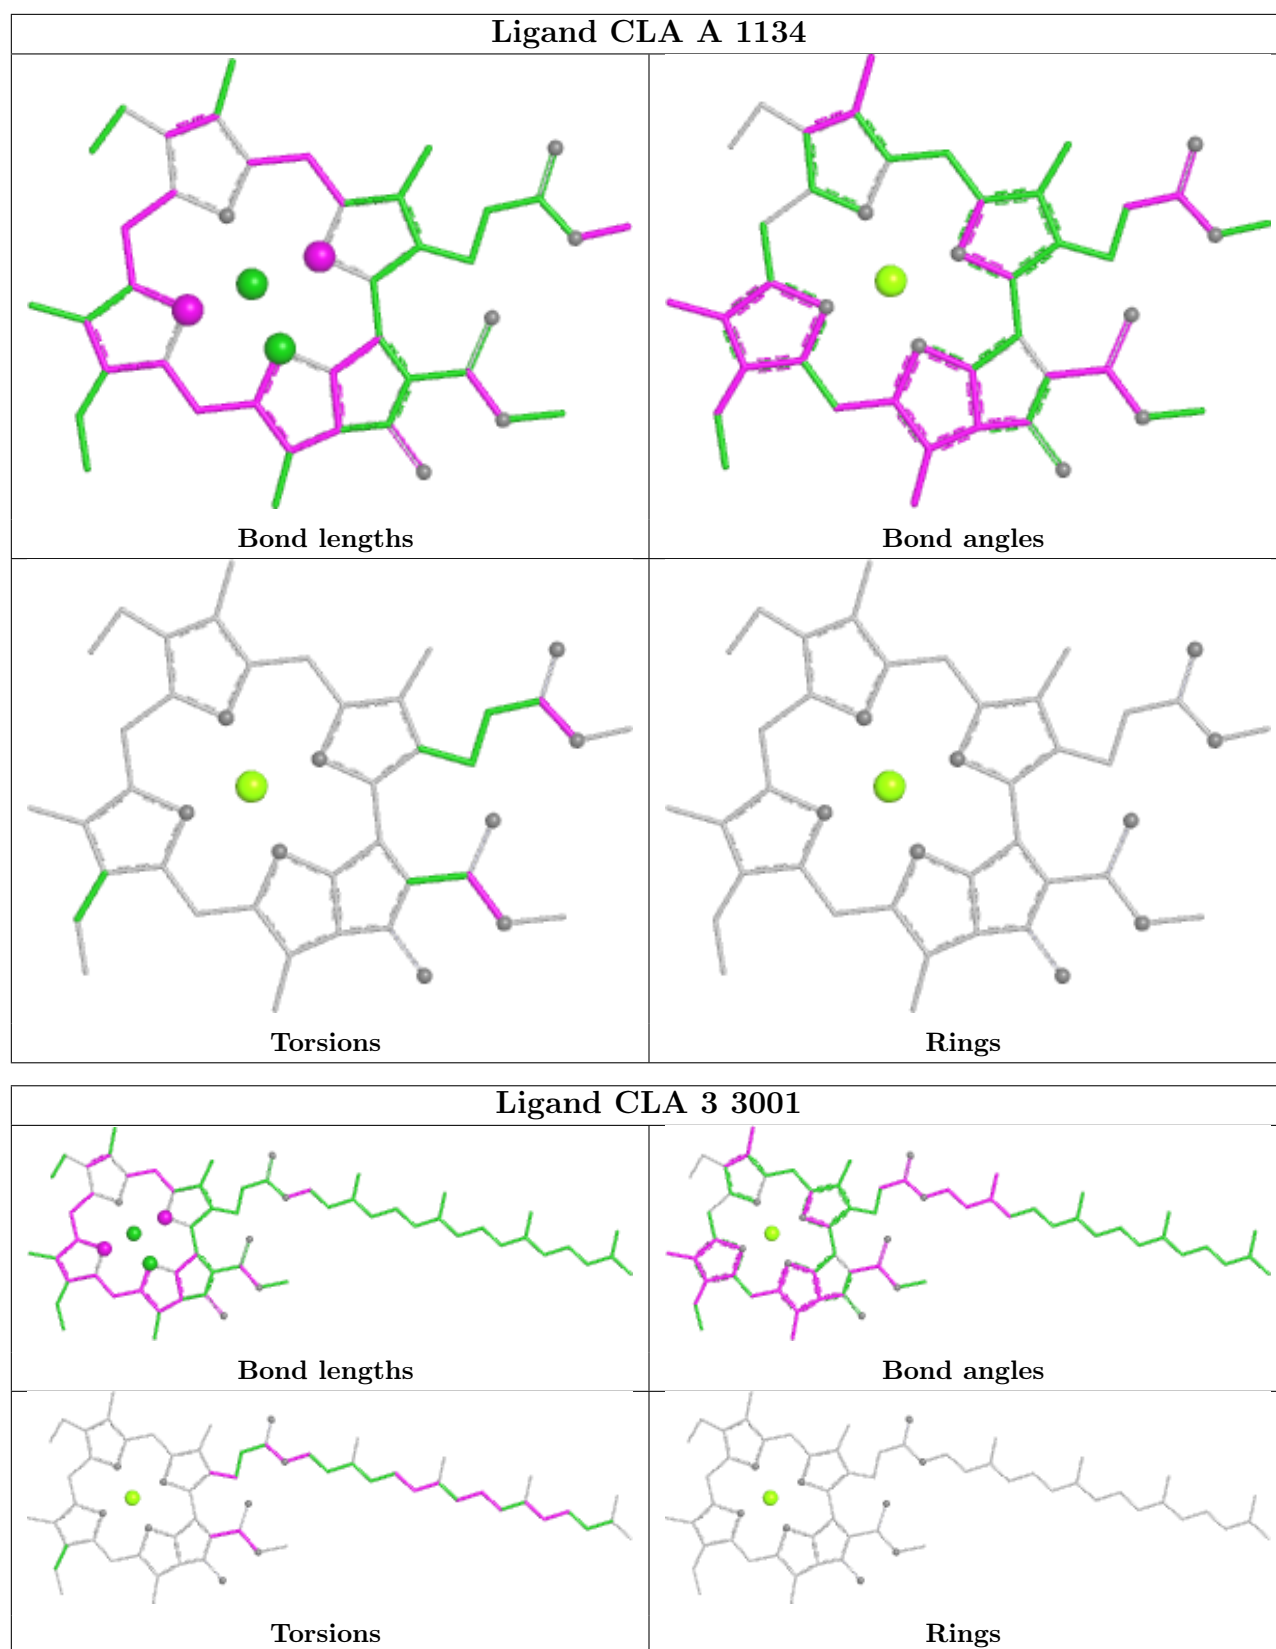 Ligand CLA A 1134
Bond lengths
Bond angles
Torsions
Rings
Ligand CLA 3 3001
Bond lengths
Bond angles
Torsions
Rings